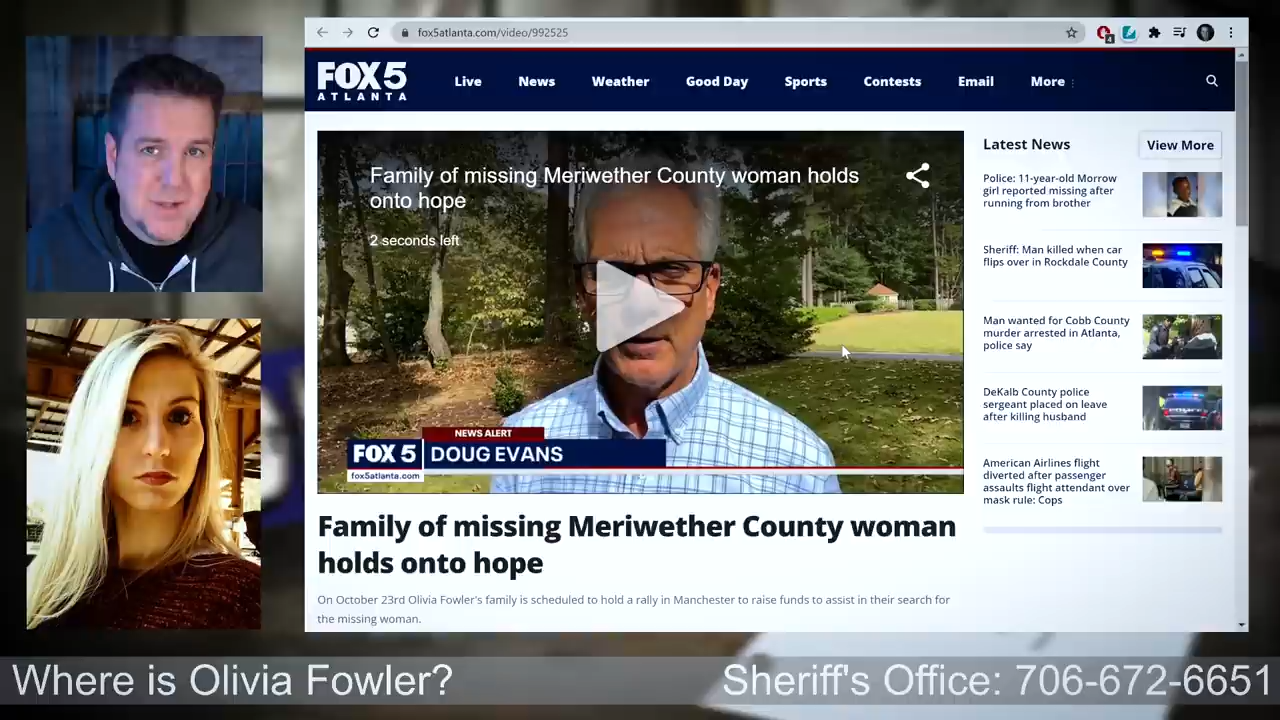 fox5atlanta.com/video/992525
FOX 5
ATLANTA
Live
News
Weather
Good Day
Sports
Contests
Email
More
Family of missing Meriwether County woman holds
onto hope
2 seconds left
NEWS ALERT
FOX 5
DOUG EVANS
fox5atlanta.com
Family of missing Meriwether County woman
holds onto hope
On October 23rd Olivia Fowler's family is scheduled to hold a rally in Manchester to raise funds to assist in their search for
the missing woman.
Latest News
View More
Police: 11-year-old Morrow
girl reported missing after
running from brother
Sheriff: Man killed when car
flips over in Rockdale County
Man wanted for Cobb County
murder arrested in Atlanta,
police say
DeKalb County police
sergeant placed on leave
after killing husband
American Airlines flight
diverted after passenger
assaults flight attendant over
mask rule: Cops
Where is Olivia Fowler?
Sheriff's Office: 706-672-6651